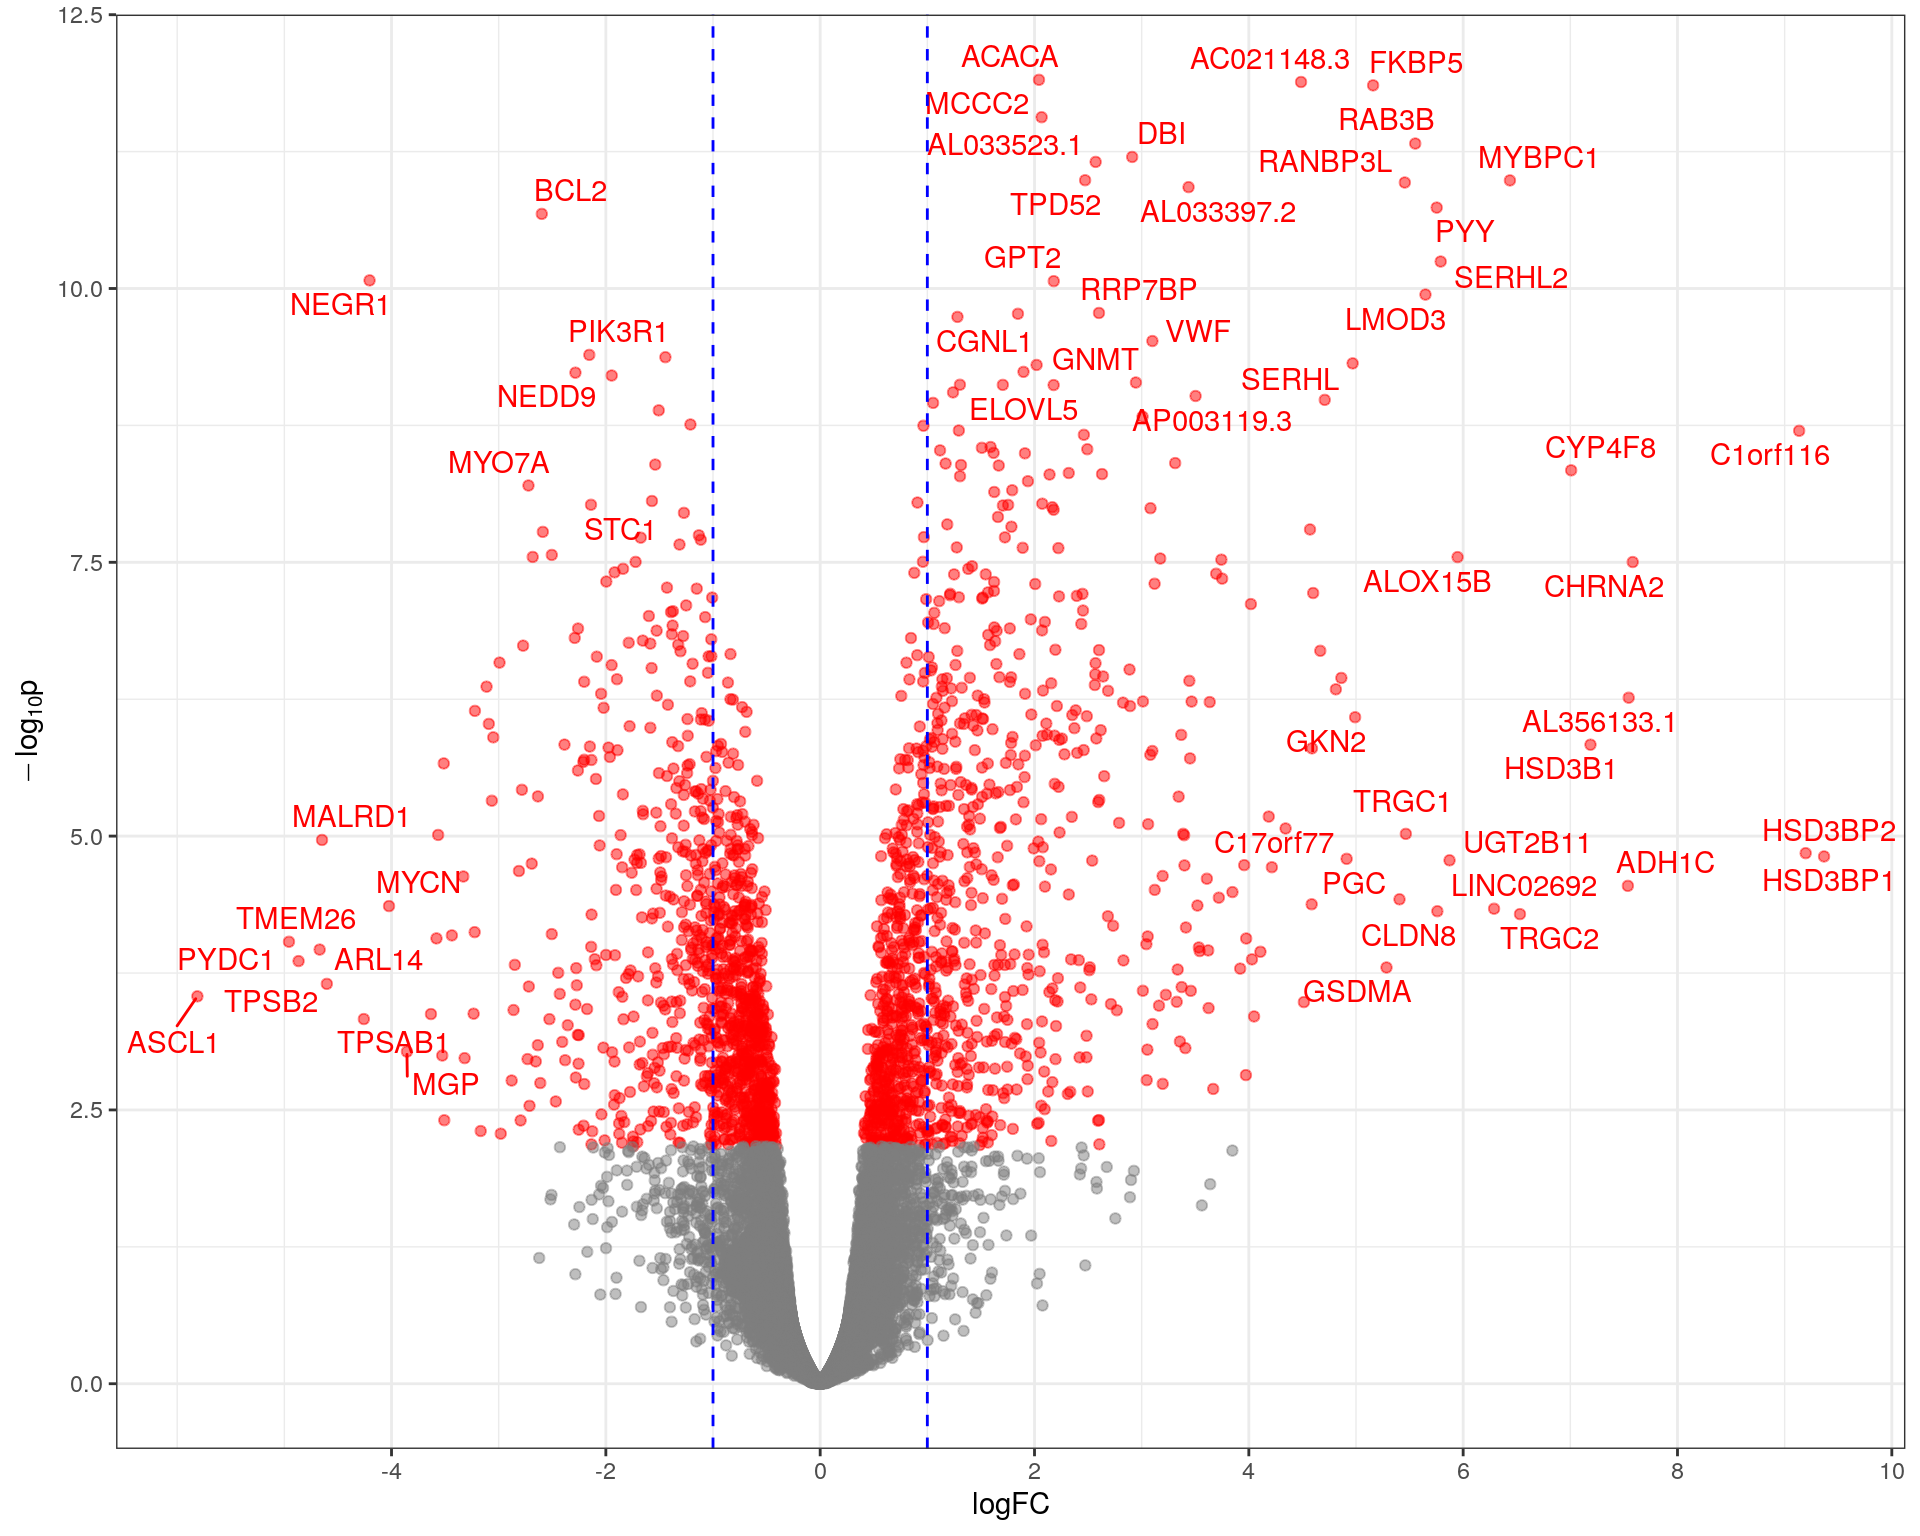 12.5
ACACA
AC021148.3
FKBP5
MCCC2
RAB3B
DBI
AL033523.1
RANBP3L
MYBPC1
BCL2
TPD52
AL033397.2
PYY
GPT2
SERHL2
10.0
RRP7BP
NEGR1
LMOD3
PIK3R1
VWF
CGNL1
GNMT
SERHL
NEDD9
ELOVL5
AP003119.3
CYP4F8
C1orf116
MYO7A
STC1
7.5
ALOX15B
CHRNA2
− log10p
AL356133.1
GKN2
HSD3B1
TRGC1
MALRD1
HSD3BP2
5.0
C17orf77
UGT2B11
ADH1C
MYCN
PGC
LINC02692
HSD3BP1
TMEM26
CLDN8
TRGC2
PYDC1
ARL14
TPSB2
GSDMA
ASCL1
TPSAB1
MGP
2.5
0.0
-4
-2
0
2
4
6
8
10
logFC